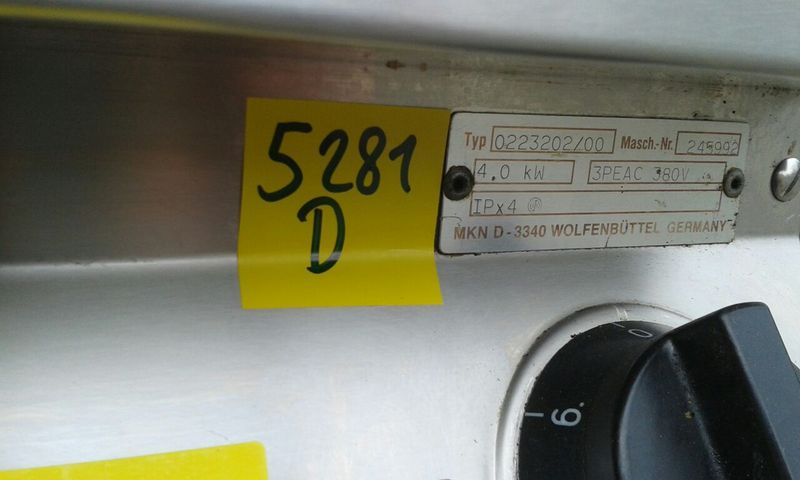 5281
D
Typ 0223202/00 Masch.-Nr. 245992
4.0 kW 3PEAC 380V
IPx4
MKN D-3340 WOLFENBÜTTEL GERMANY
0
6.